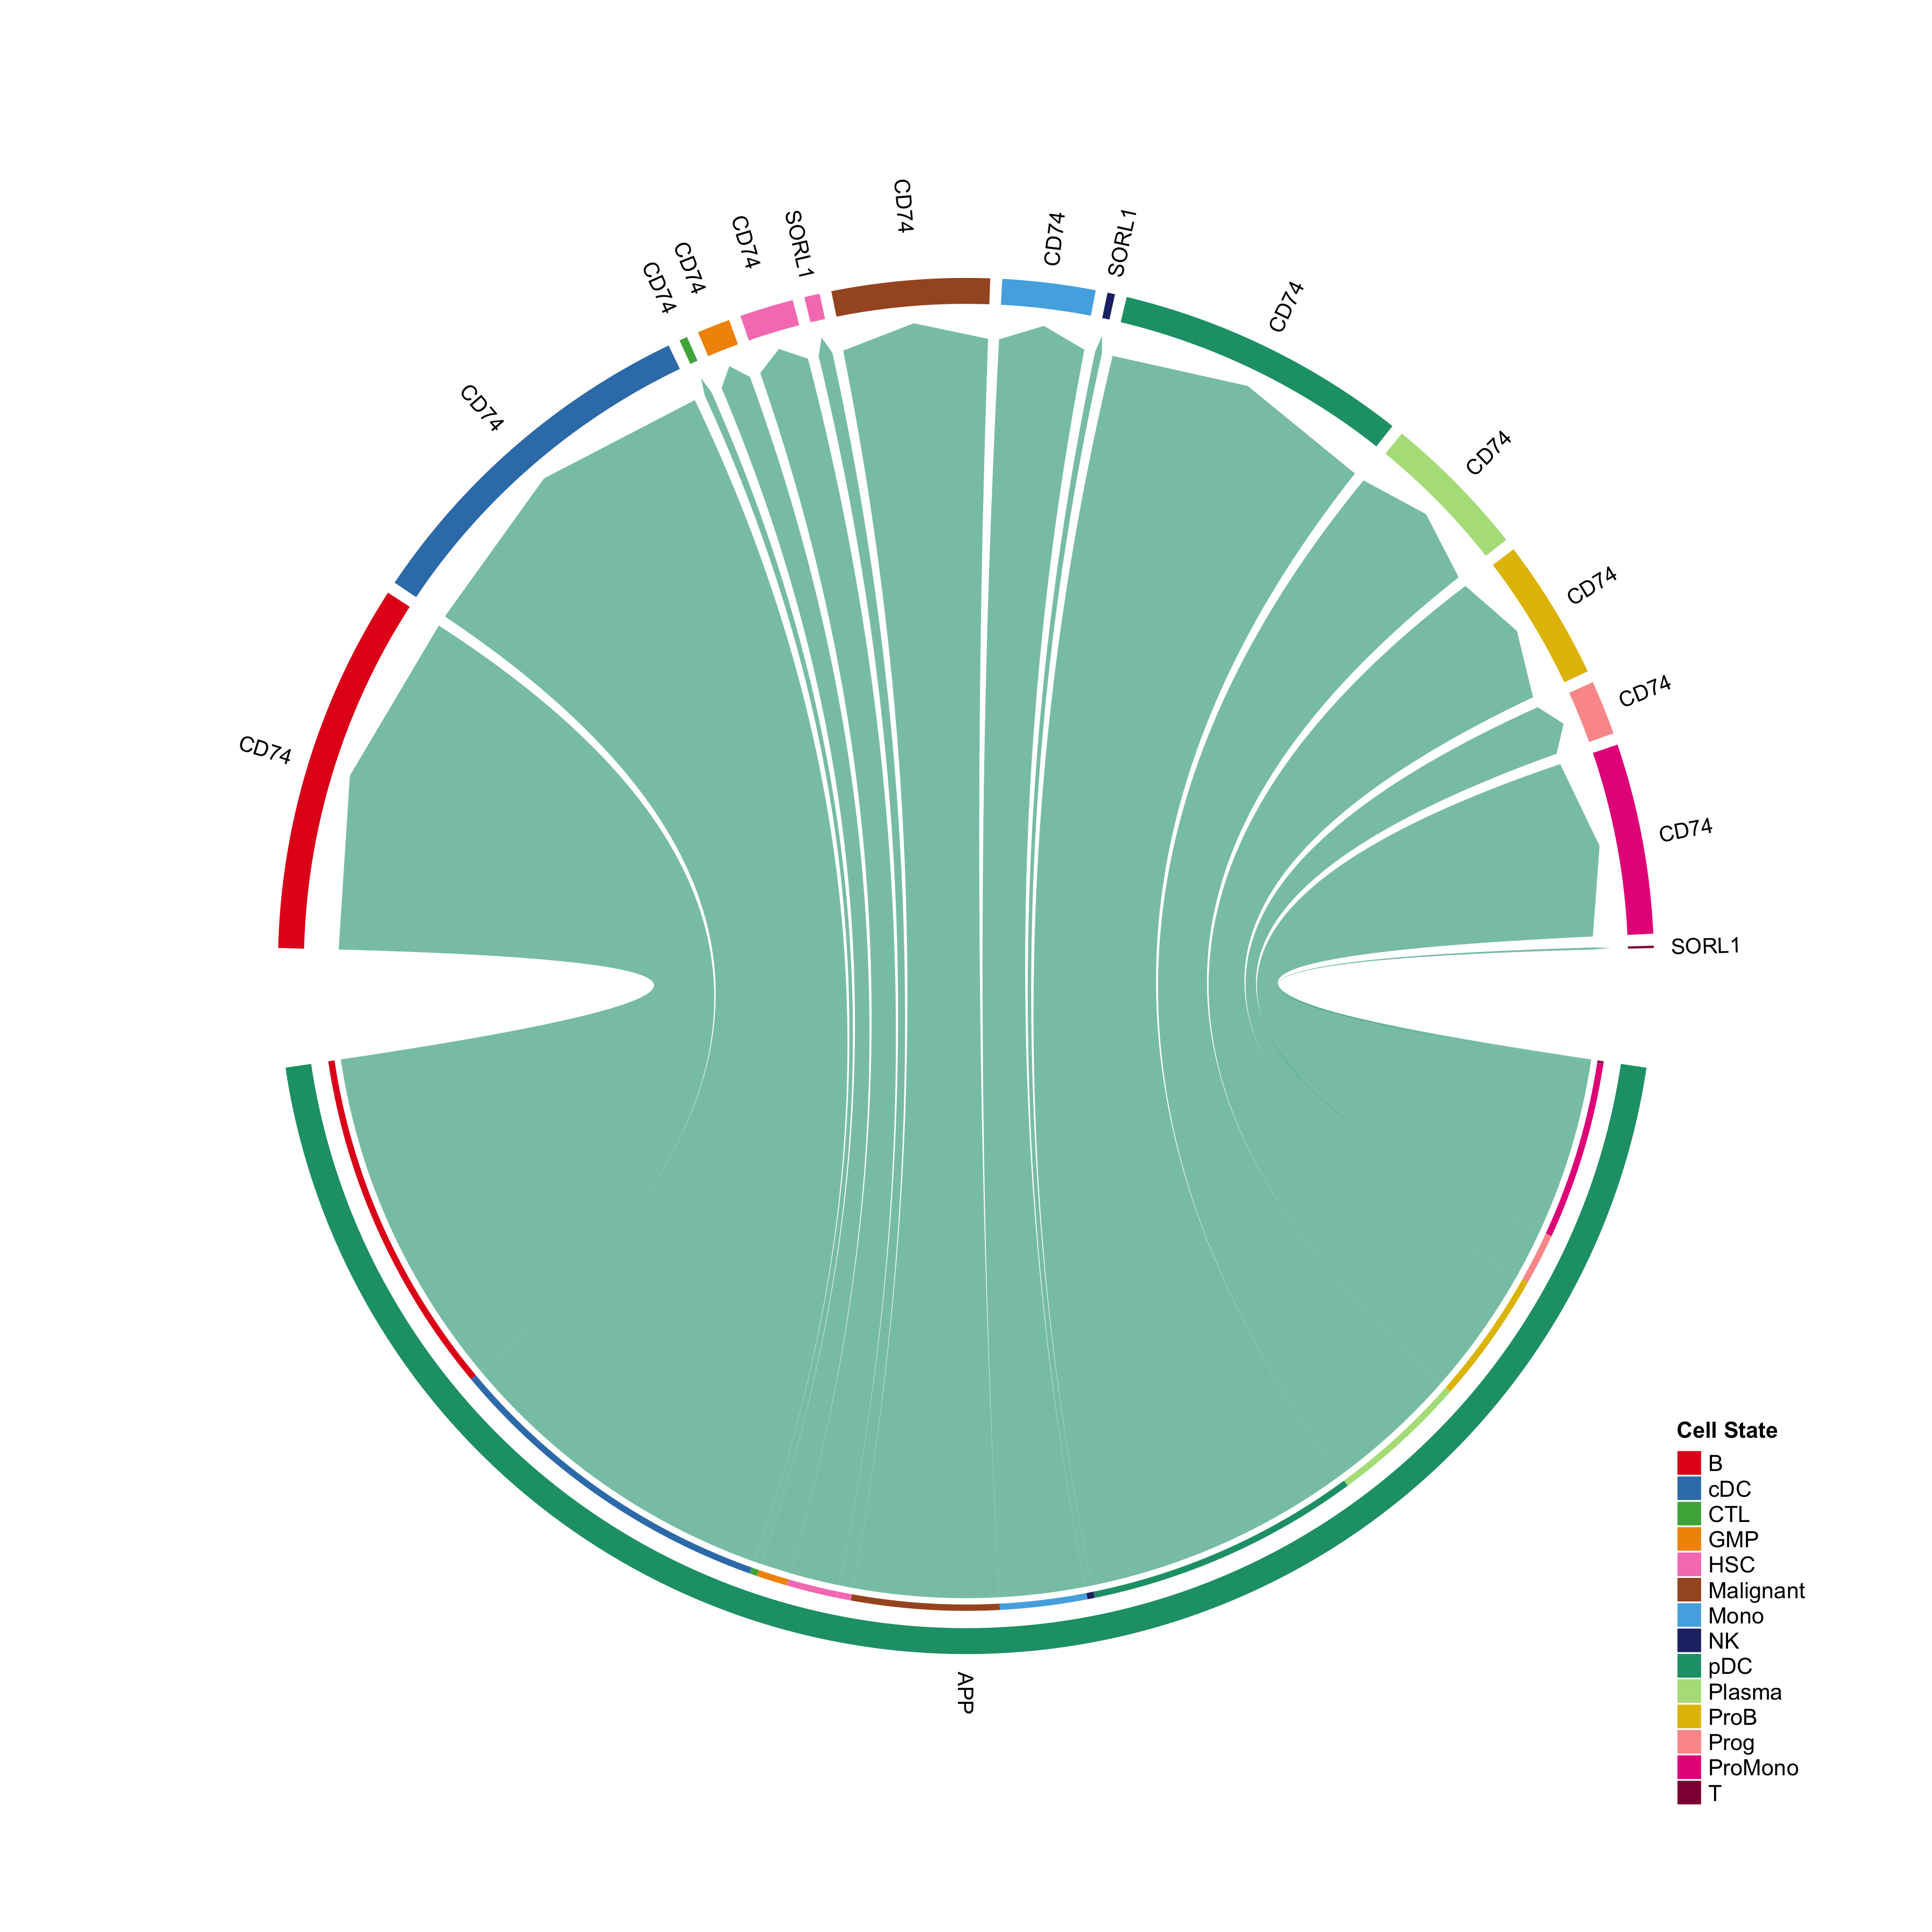 CD74
CD74
CD74
CD74
CD74
SORL1
CD74
CD74
SORL1
CD74
CD74
CD74
CD74
CD74
SORL1
APP
Cell State
B
cDC
CTL
GMP
HSC
Malignant
Mono
NK
pDC
Plasma
ProB
Prog
ProMono
T